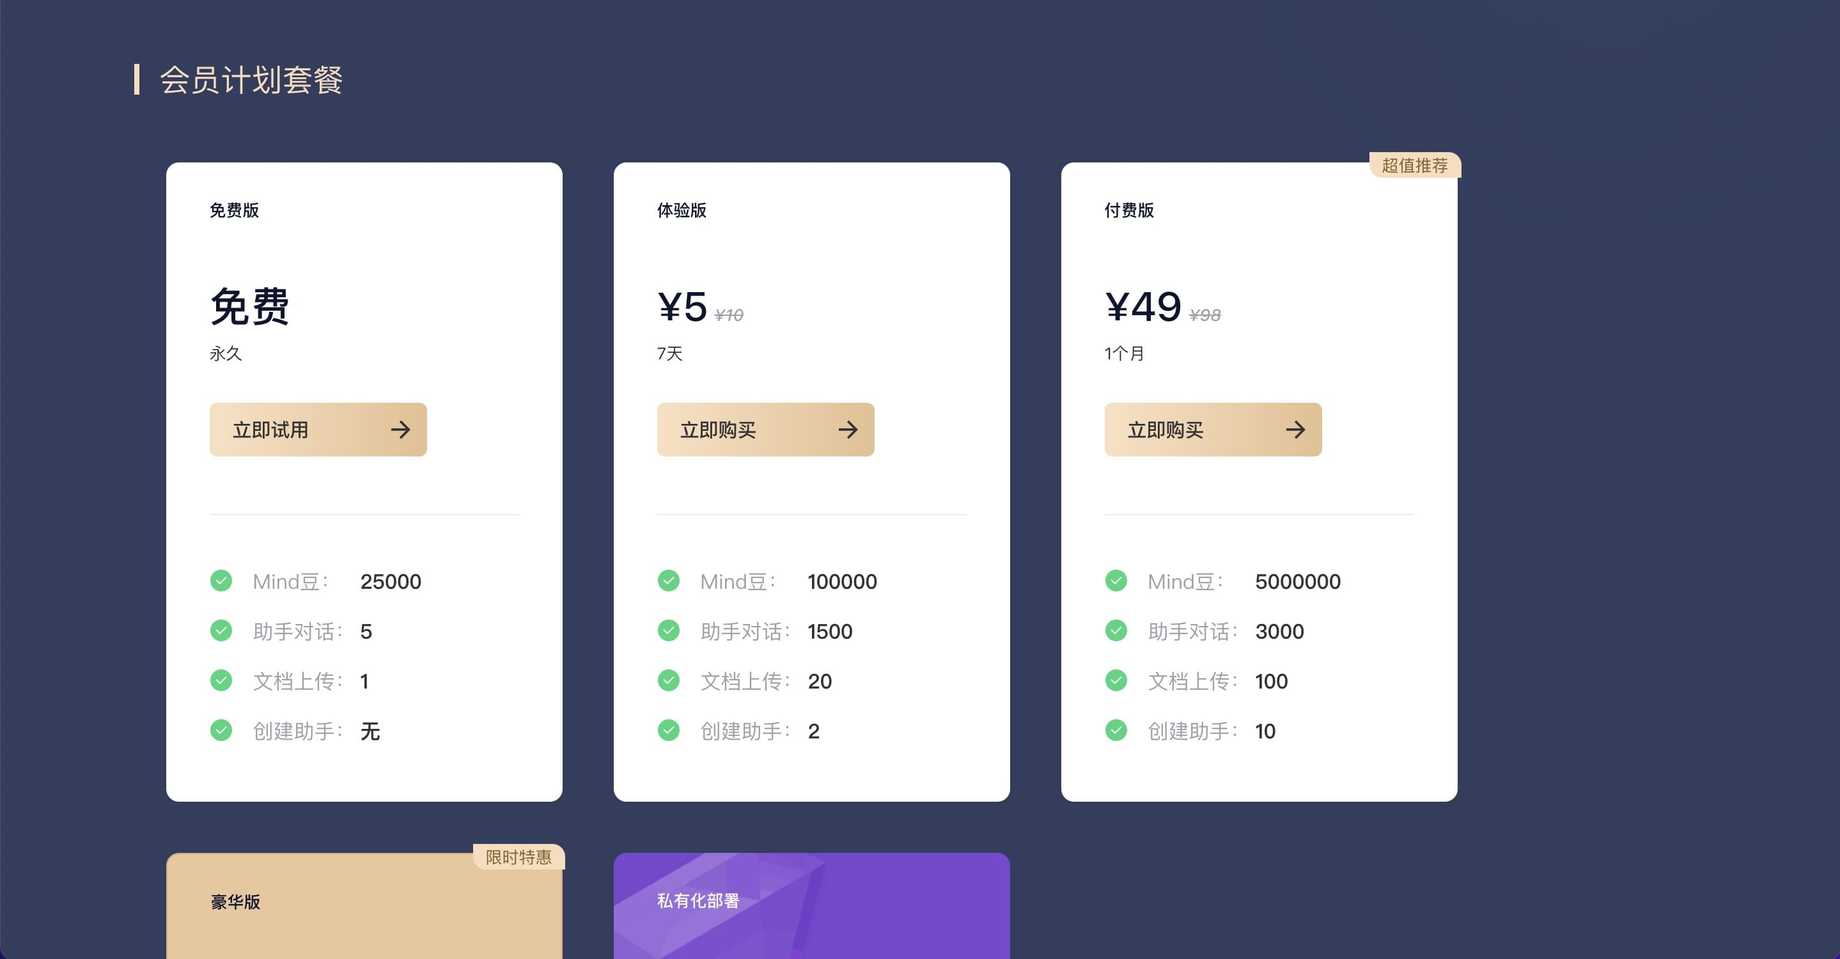 会员计划套餐
免费版
免费
永久
立即试用
Mind豆： 25000
助手对话： 5
文档上传： 1
创建助手： 无
体验版
¥5 ¥10
7天
立即购买
Mind豆： 100000
助手对话： 1500
文档上传： 20
创建助手： 2
超值推荐
付费版
¥49 ¥98
1个月
立即购买
Mind豆： 5000000
助手对话： 3000
文档上传： 100
创建助手： 10
限时特惠
豪华版
私有化部署